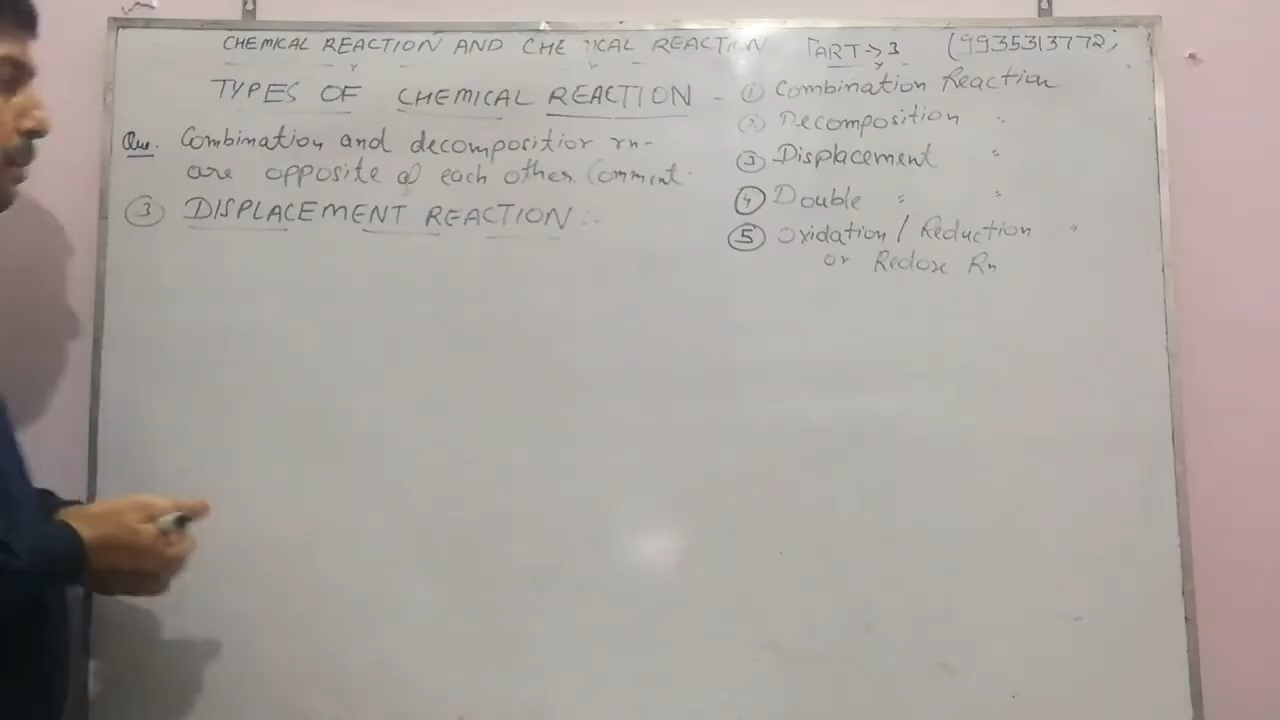 CHEMICAL REACTION AND CHE ICAL REACTION PART → 3 (9935313772)
TYPES OF CHEMICAL REACTION - ① Combination Reaction
② Decomposition "
③ Displacement "
④ Double " "
⑤ Oxidation / Reduction "
or Redox Rn
Que. Combination and decomposition rn-
are opposite of each other. Comment.
③ DISPLACEMENT REACTION :-